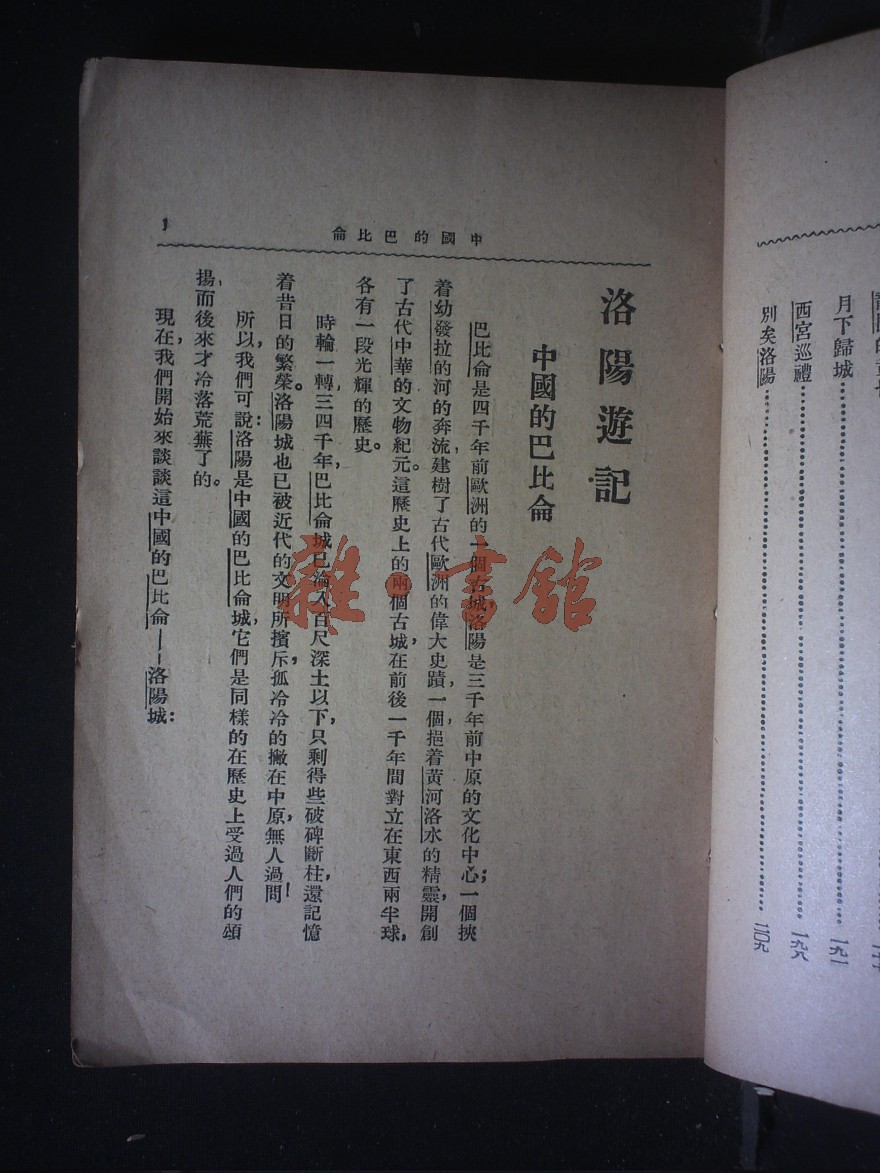 月下歸城……一九一
西宮巡禮……一九八
別矣洛陽……二〇九
中國的巴比侖
1
洛陽遊記
中國的巴比侖
巴比侖是四千年前歐洲的一個古城，洛陽是三千年前中原的文化中心；一個挾
着幼發拉的河的奔流，建樹了古代歐洲的偉大史蹟，一個挹着黃河洛水的精靈，開創
了古代中華的文物紀元。這歷史上的兩個古城，在前後一千年間對立在東西兩半球，
各有一段光輝的歷史。
時輪一轉，三四千年，巴比侖城已淪入百尺深土以下，只剩得些破碑斷柱，還記憶
着昔日的繁榮。洛陽城也已被近代的文明所擯斥，孤冷冷的撇在中原，無人過問！
所以，我們可說：洛陽是中國的巴比侖城，它們是同樣的在歷史上受過人們的頌
揚，而後來才冷落荒蕪了的。
現在，我們開始來談談這中國的巴比侖——洛陽城：
雜·書館